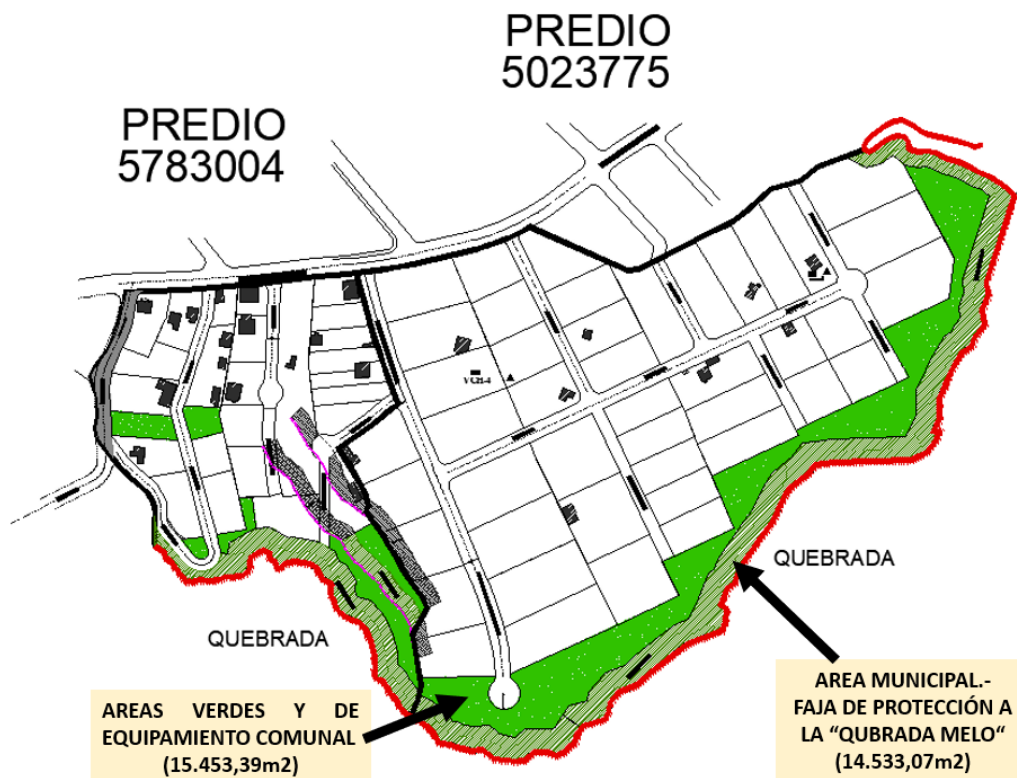 PREDIO
5023775
PREDIO
5783004
QUEBRADA
QUEBRADA
AREAS VERDES Y DE
EQUIPAMIENTO COMUNAL
(15.453,39m2)
AREA MUNICIPAL.-
FAJA DE PROTECCIÓN A
LA “QUBRADA MELO“
(14.533,07m2)